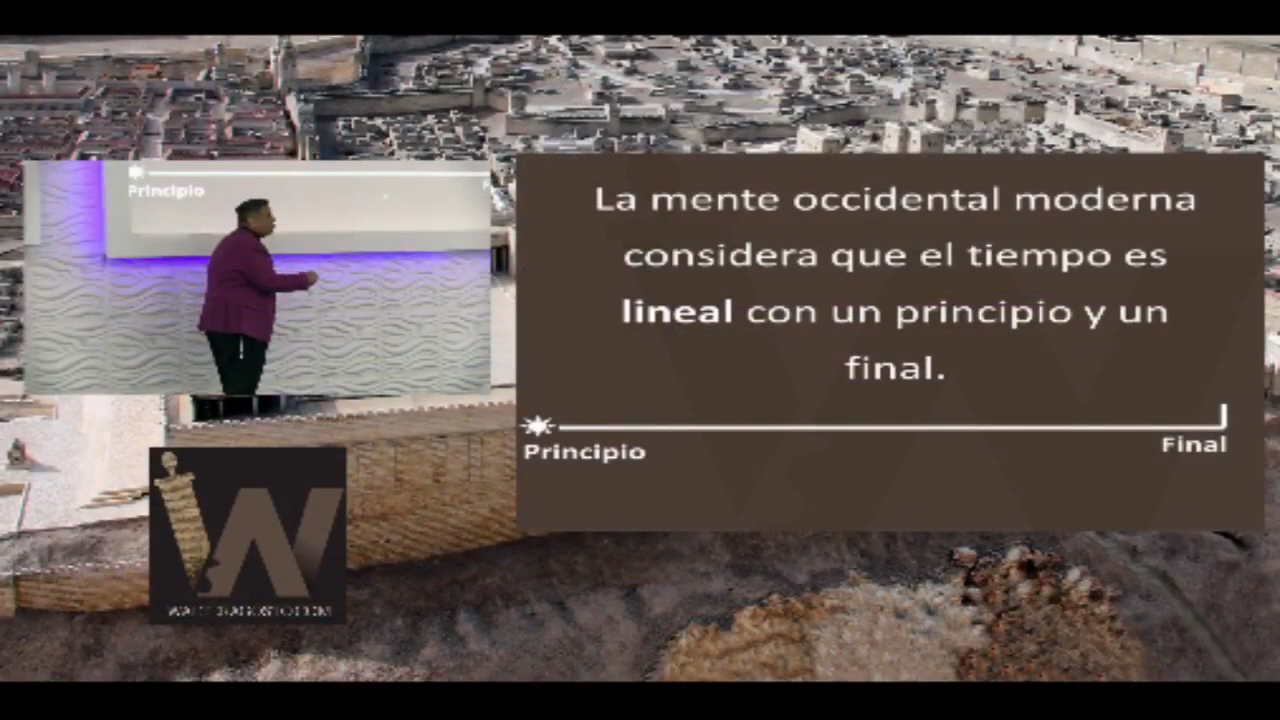 Principio
La mente occidental moderna
considera que el tiempo es
lineal con un principio y un
final.
Principio
Final